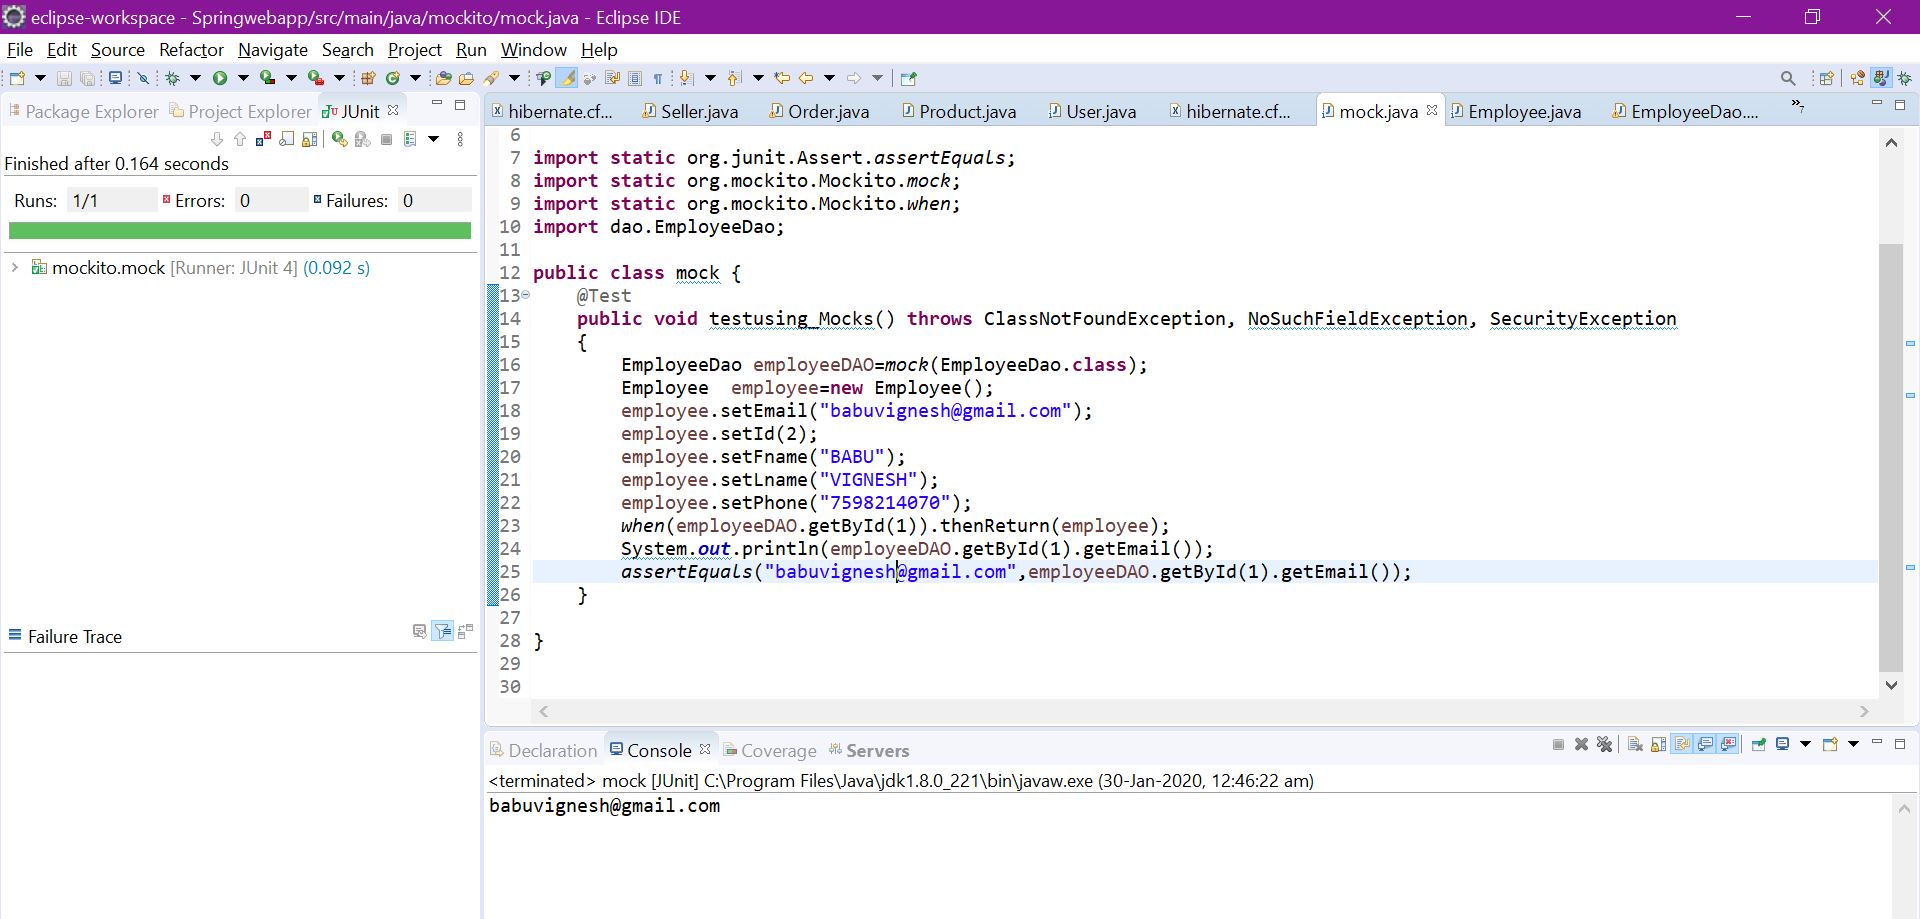 eclipse-workspace - Springwebapp/src/main/java/mockito/mock.java - Eclipse IDE
File Edit Source Refactor Navigate Search Project Run Window Help
Package Explorer Project Explorer JUnit
Finished after 0.164 seconds
Runs: 1/1 Errors: 0 Failures: 0
mockito.mock [Runner: JUnit 4] (0.092 s)
Failure Trace
hibernate.cf... Seller.java Order.java Product.java User.java hibernate.cf... mock.java Employee.java EmployeeDao.... »7
6
7 import static org.junit.Assert.assertEquals;
8 import static org.mockito.Mockito.mock;
9 import static org.mockito.Mockito.when;
10 import dao.EmployeeDao;
11
12 public class mock {
13 @Test
14 public void testusing_Mocks() throws ClassNotFoundException, NoSuchFieldException, SecurityException
15 {
16 EmployeeDao employeeDAO=mock(EmployeeDao.class);
17 Employee  employee=new Employee();
18 employee.setEmail("babuvignesh@gmail.com");
19 employee.setId(2);
20 employee.setFname("BABU");
21 employee.setLname("VIGNESH");
22 employee.setPhone("7598214070");
23 when(employeeDAO.getById(1)).thenReturn(employee);
24 System.out.println(employeeDAO.getById(1).getEmail());
25 assertEquals("babuvignesh@gmail.com",employeeDAO.getById(1).getEmail());
26 }
27
28 }
29
30
Declaration Console Coverage Servers
<terminated> mock [JUnit] C:\Program Files\Java\jdk1.8.0_221\bin\javaw.exe (30-Jan-2020, 12:46:22 am)
babuvignesh@gmail.com